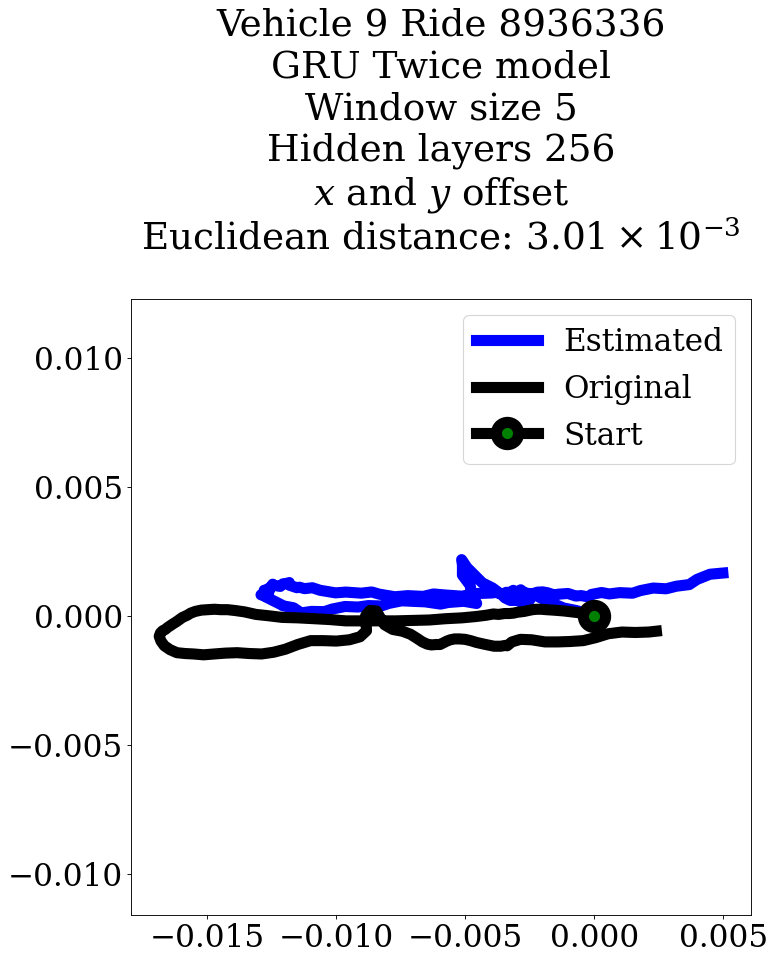 Vehicle 9 Ride 8936336
GRU Twice model
Window size 5
Hidden layers 256
x and y offset
Euclidean distance: 3.01 × 10⁻³
Estimated
Original
Start
0.010
0.005
0.000
−0.005
−0.010
−0.015 −0.010 −0.005 0.000 0.005